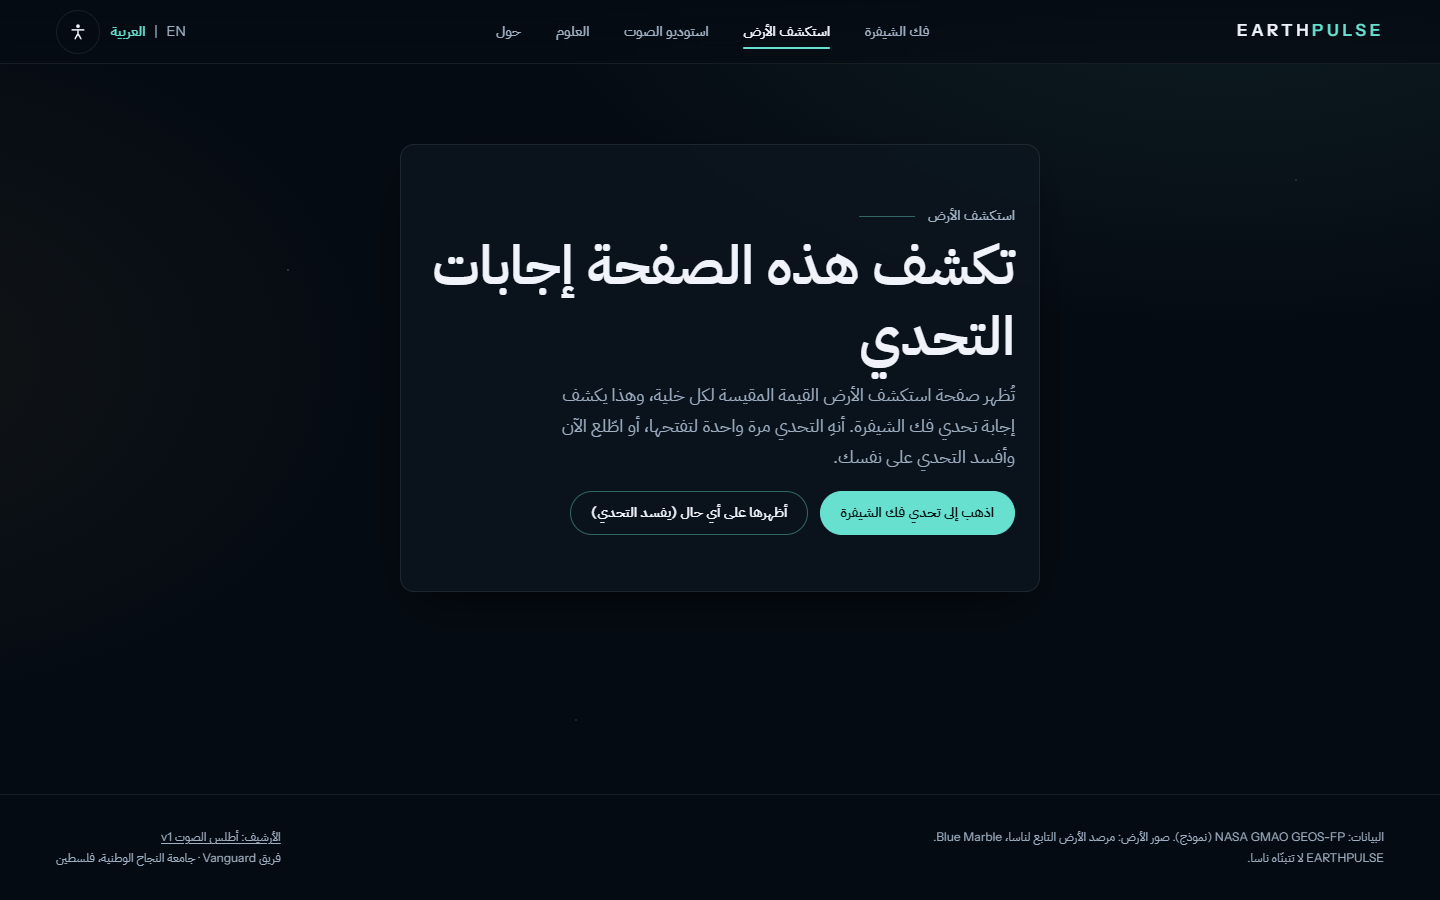 EARTHPULSE
فك الشيفرة
استكشف الأرض
استوديو الصوت
العلوم
حول
EN | العربية
استكشف الأرض
تكشف هذه الصفحة إجابات
التحدي
تُظهر صفحة استكشف الأرض القيمة المقيسة لكل خلية، وهذا يكشف
إجابة تحدي فك الشيفرة. أنهِ التحدي مرة واحدة لتفتحها، أو اطّلع الآن
وأفسد التحدي على نفسك.
اذهب إلى تحدي فك الشيفرة
أظهرها على أي حال (يفسد التحدي)
البيانات: NASA GMAO GEOS-FP (نموذج). صور الأرض: مرصد الأرض التابع لناسا، Blue Marble.
EARTHPULSE لا تتبنّاه ناسا.
الأرشيف: أطلس الصوت v1
فريق Vanguard · جامعة النجاح الوطنية، فلسطين